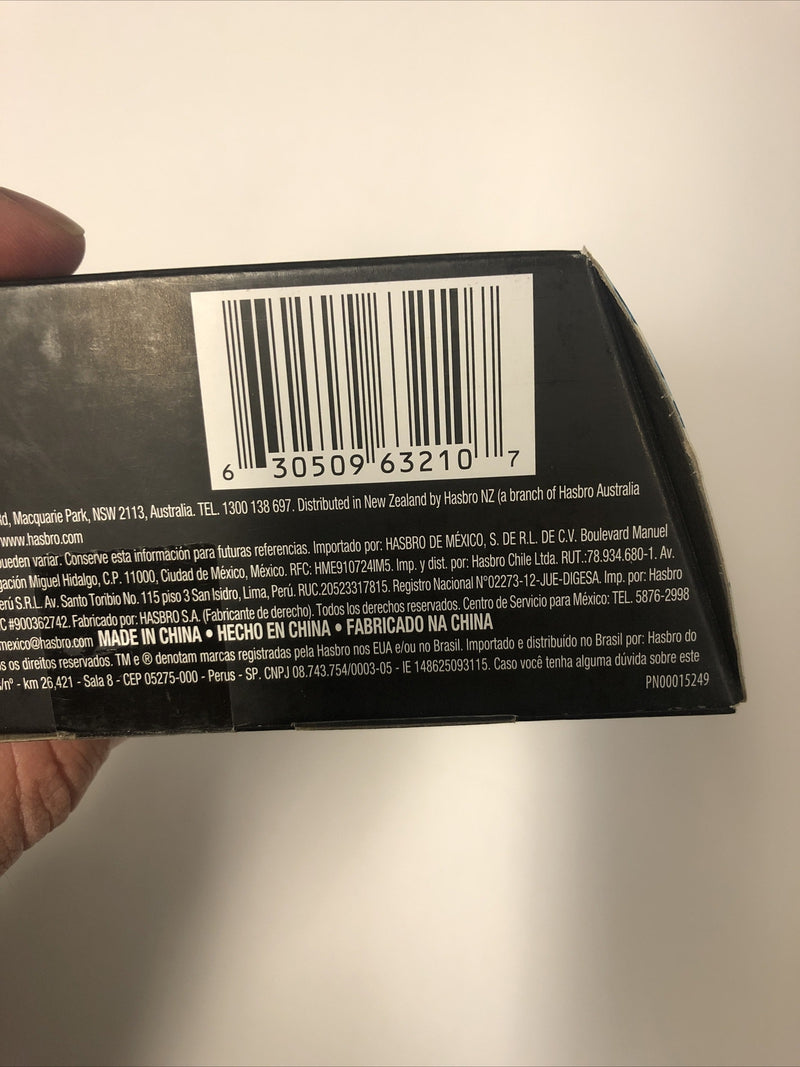 6 30509 63210 7
Rd, Macquarie Park, NSW 2113, Australia. TEL. 1300 138 697. Distributed in New Zealand by Hasbro NZ (a branch of Hasbro Australia
www.hasbro.com
pueden variar. Conserve esta información para futuras referencias. Importado por: HASBRO DE MÉXICO, S. DE R.L. DE C.V. Boulevard Manuel
gación Miguel Hidalgo, C.P. 11000, Ciudad de México, México. RFC: HME910724IM5. Imp. y dist. por: Hasbro Chile Ltda. RUT.:78.934.680-1. Av.
erú S.R.L. Av. Santo Toribio No. 115 piso 3 San Isidro, Lima, Perú. RUC.20523317815. Registro Nacional N°02273-12-JUE-DIGESA. Imp. por: Hasbro
C #900362742. Fabricado por: HASBRO S.A. (Fabricante de derecho). Todos los derechos reservados. Centro de Servicio para México: TEL. 5876-2998
mexico@hasbro.com MADE IN CHINA • HECHO EN CHINA • FABRICADO NA CHINA
s os direitos reservados. TM e ® denotam marcas registradas pela Hasbro nos EUA e/ou no Brasil. Importado e distribuido no Brasil por: Hasbro do
/nº - km 26,421 - Sala 8 - CEP 05275-000 - Perus - SP. CNPJ 08.743.754/0003-05 - IE 148625093115. Caso você tenha alguma dúvida sobre este
PN00015249